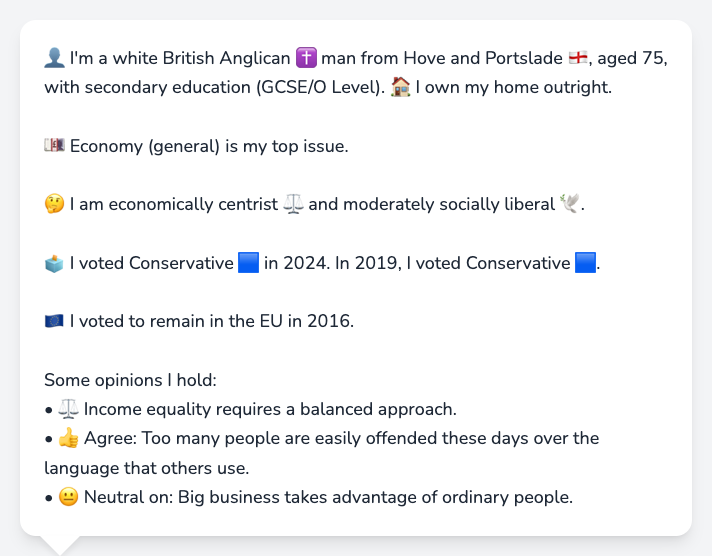 👤 I'm a white British Anglican ✝️ man from Hove and Portslade 🏴󠁧󠁢󠁥󠁮󠁧󠁿, aged 75,
with secondary education (GCSE/O Level). 🏠 I own my home outright.
💷 Economy (general) is my top issue.
🤔 I am economically centrist ⚖️ and moderately socially liberal 🕊️.
🗳️ I voted Conservative 🟦 in 2024. In 2019, I voted Conservative 🟦.
🇪🇺 I voted to remain in the EU in 2016.
Some opinions I hold:
• ⚖️ Income equality requires a balanced approach.
• 👍 Agree: Too many people are easily offended these days over the
language that others use.
• 😐 Neutral on: Big business takes advantage of ordinary people.